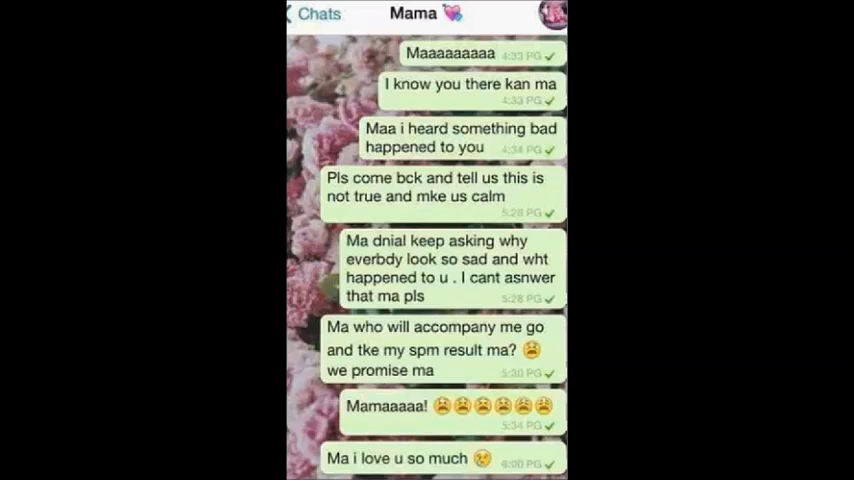 Chats
Mama 💘
Maaaaaaaaa 4:33 PG
I know you there kan ma
4:33 PG
Maa i heard something bad
happened to you 4:34 PG
Pls come bck and tell us this is
not true and mke us calm
5:28 PG
Ma dnial keep asking why
everbdy look so sad and wht
happened to u . I cant asnwer
that ma pls 5:28 PG
Ma who will accompany me go
and tke my spm result ma? 😫
we promise ma 5:30 PG
Mamaaaaa! 😫😫😫😫😫😫
5:34 PG
Ma i love u so much 😢 6:00 PG